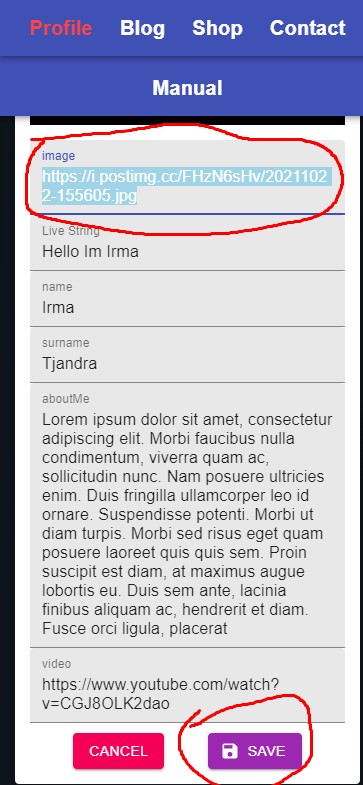 Profile Blog Shop Contact
Manual
image
https://i.postimg.cc/FHzN6sHv/2021102
2-155605.jpg
Live String
Hello Im Irma
name
Irma
surname
Tjandra
aboutMe
Lorem ipsum dolor sit amet, consectetur
adipiscing elit. Morbi faucibus nulla
condimentum, viverra quam ac,
sollicitudin nunc. Nam posuere ultricies
enim. Duis fringilla ullamcorper leo id
ornare. Suspendisse potenti. Morbi ut
diam turpis. Morbi sed risus eget quam
posuere laoreet quis quis sem. Proin
suscipit est diam, at maximus augue
lobortis eu. Duis sem ante, lacinia
finibus aliquam ac, hendrerit et diam.
Fusce orci ligula, placerat
video
https://www.youtube.com/watch?
v=CGJ8OLK2dao
CANCEL SAVE